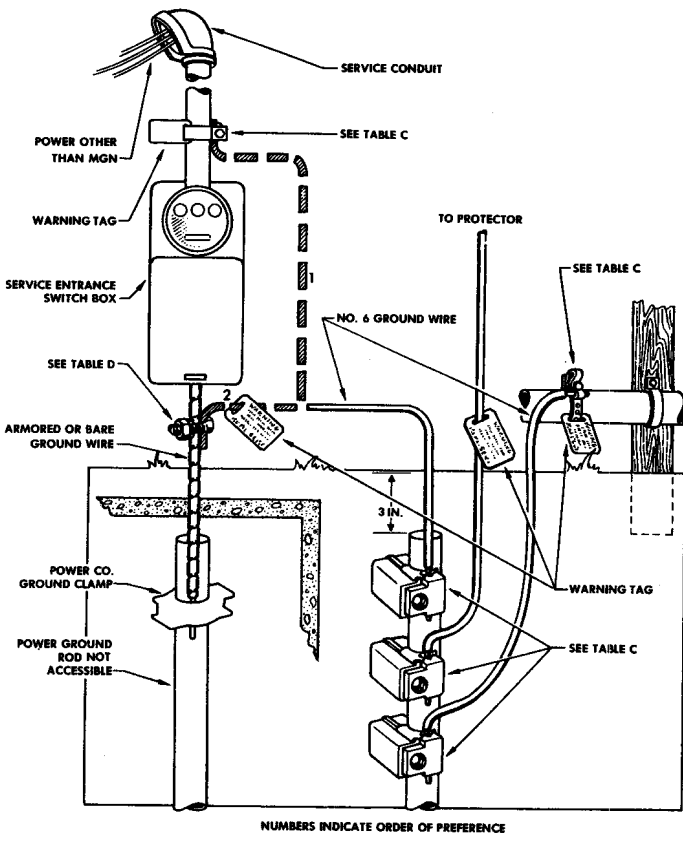 SERVICE CONDUIT
POWER OTHER
THAN MGN
SEE TABLE C
WARNING TAG
TO PROTECTOR
SERVICE ENTRANCE
SWITCH BOX
1
SEE TABLE C
NO. 6 GROUND WIRE
SEE TABLE D
2
ARMORED OR BARE
GROUND WIRE
3 IN.
POWER CO.
GROUND CLAMP
WARNING TAG
POWER GROUND
ROD NOT
ACCESSIBLE
SEE TABLE C
NUMBERS INDICATE ORDER OF PREFERENCE